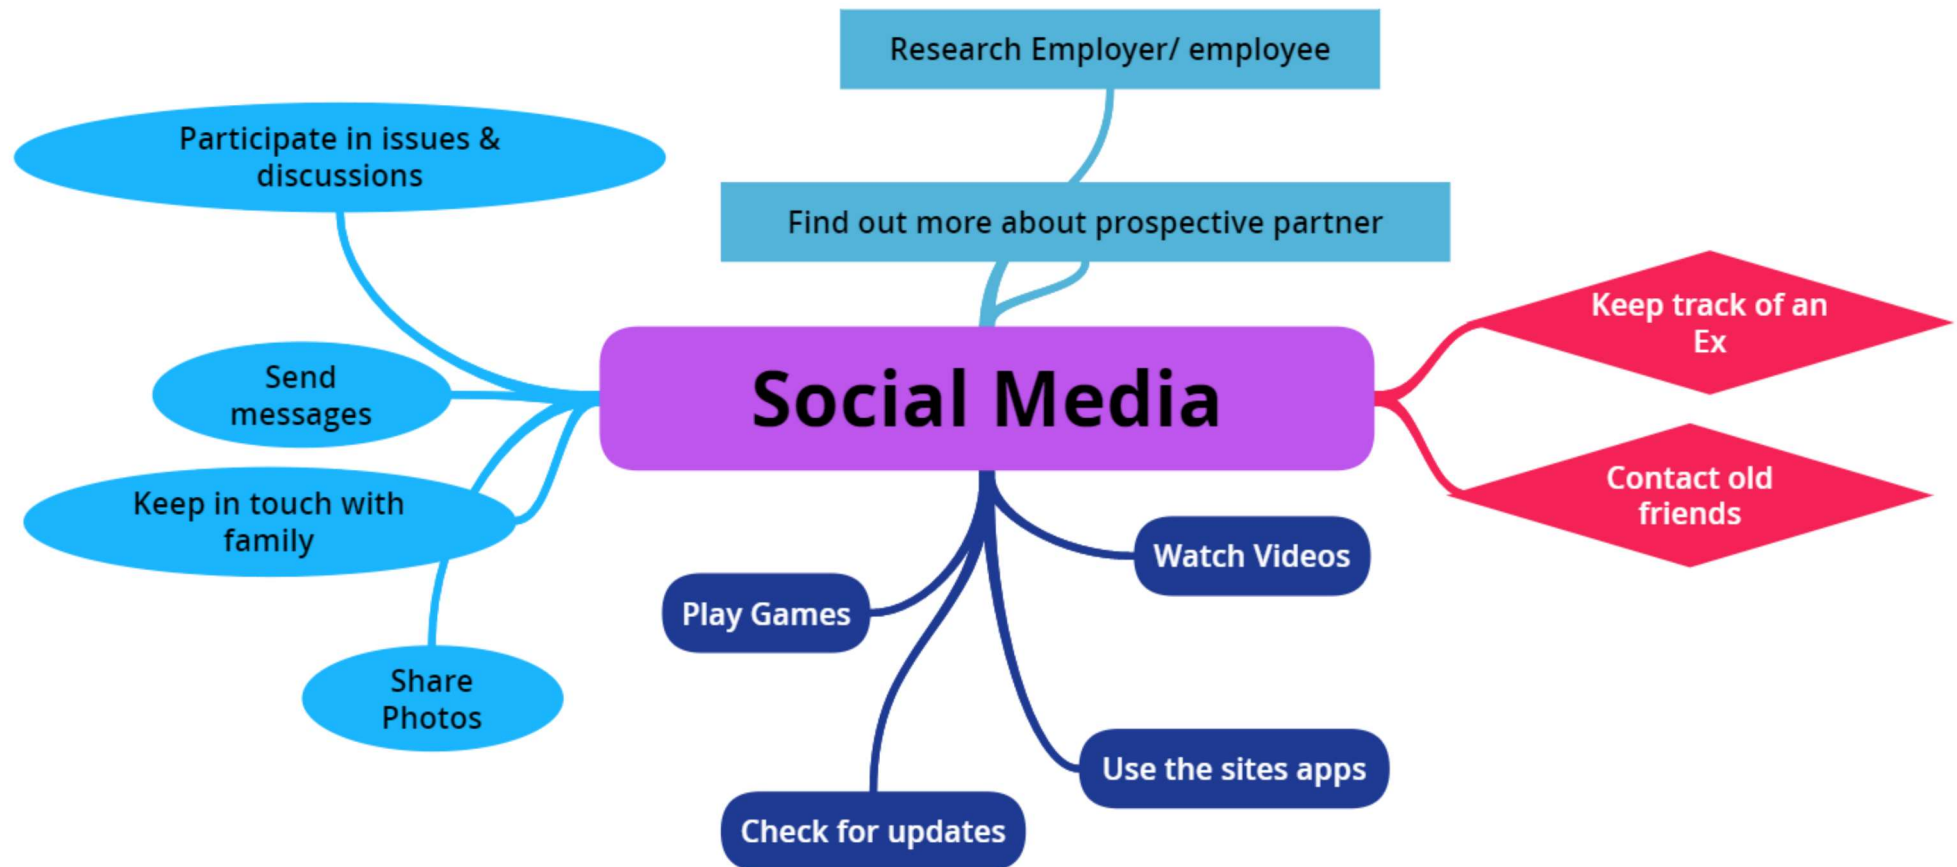 Research Employer/ employee
Participate in issues &
discussions
Find out more about prospective partner
Keep track of an
Ex
Send
messages
Social Media
Contact old
friends
Keep in touch with
family
Watch Videos
Play Games
Share
Photos
Use the sites apps
Check for updates